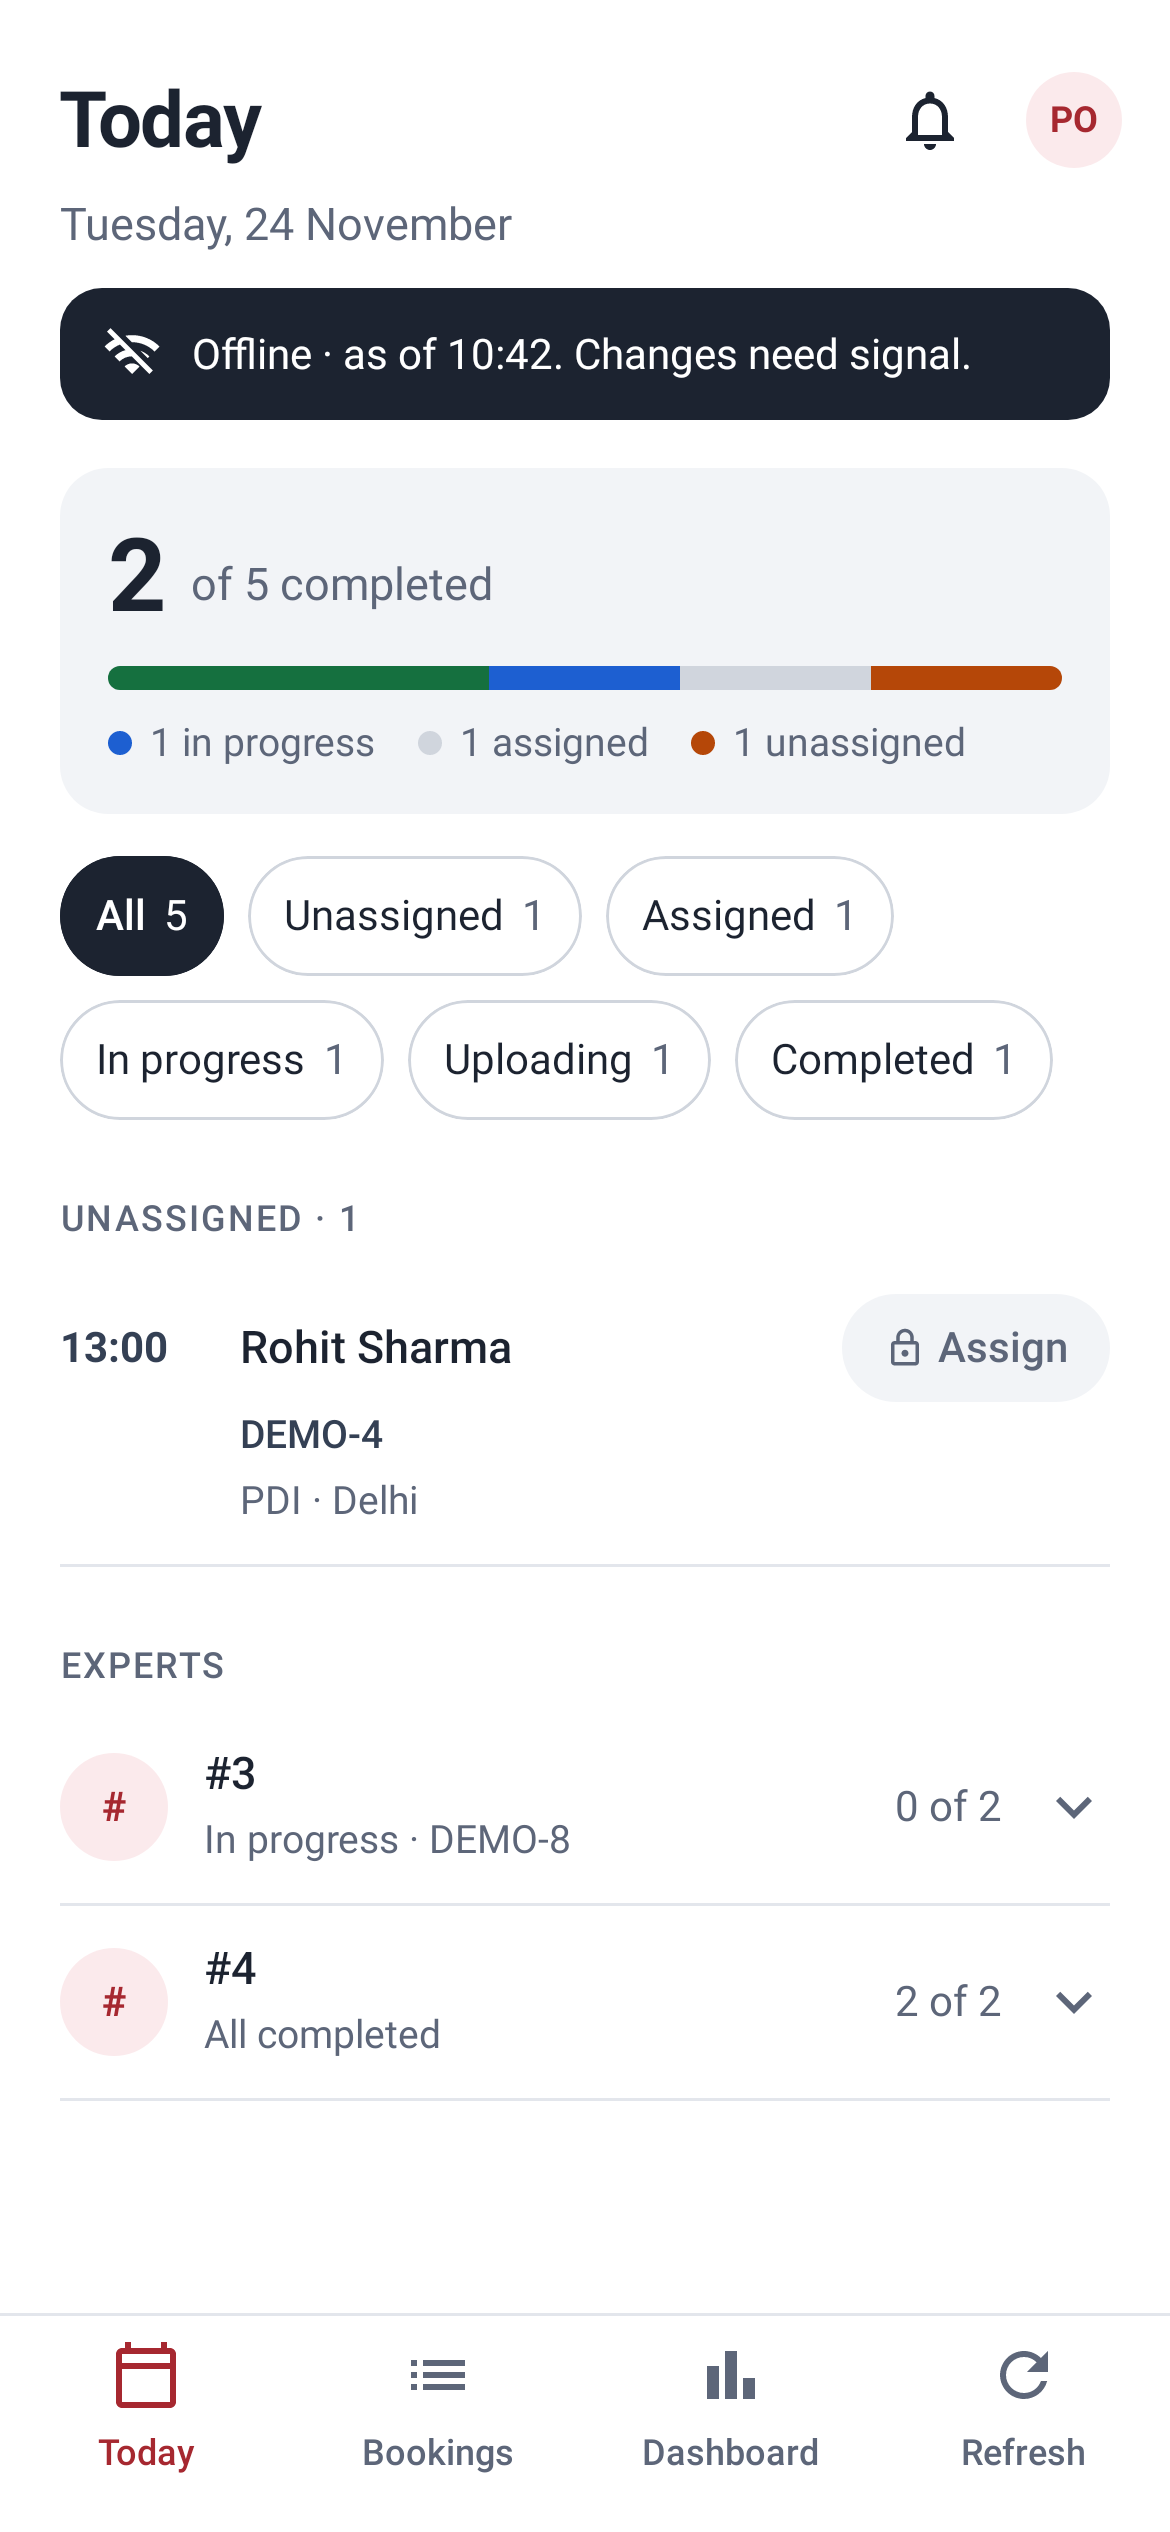 Today
PO
Tuesday, 24 November
Offline · as of 10:42. Changes need signal.
2 of 5 completed
1 in progress 1 assigned 1 unassigned
All 5 Unassigned 1 Assigned 1
In progress 1 Uploading 1 Completed 1
UNASSIGNED · 1
13:00 Rohit Sharma Assign
DEMO-4
PDI · Delhi
EXPERTS
# #3 0 of 2
In progress · DEMO-8
# #4 2 of 2
All completed
Today Bookings Dashboard Refresh